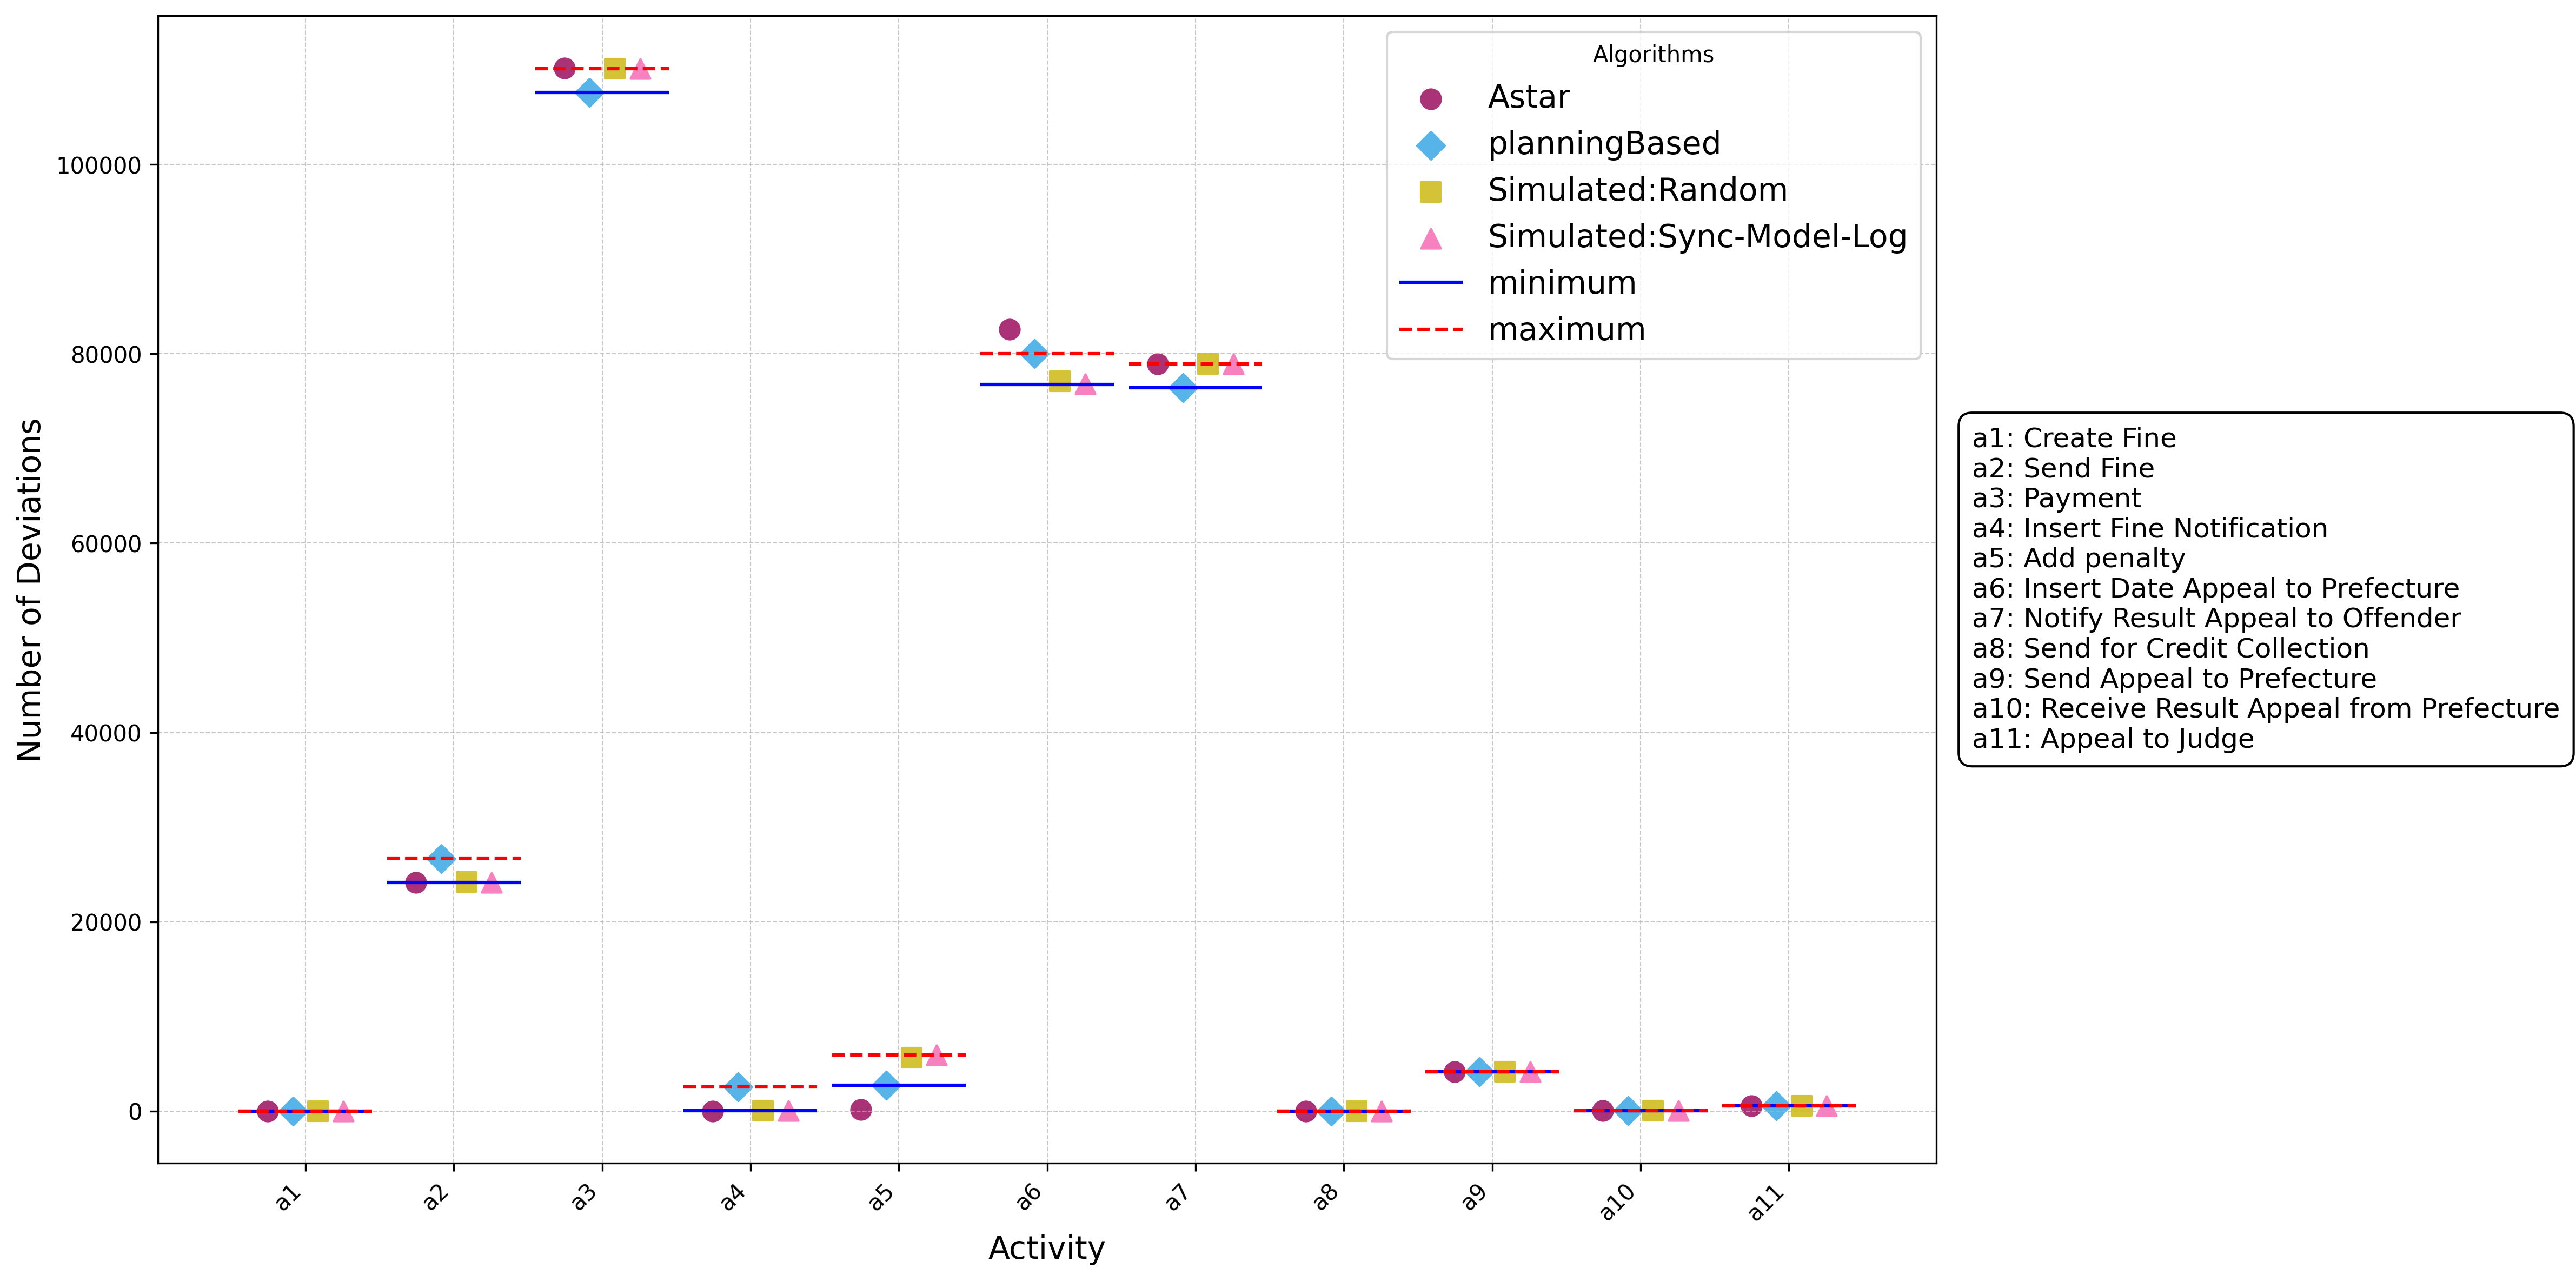 Algorithms
Astar
planningBased
Simulated:Random
Simulated:Sync-Model-Log
minimum
maximum
Number of Deviations
100000
80000
60000
40000
20000
0
a1
a2
a3
a4
a5
a6
a7
a8
a9
a10
a11
Activity
a1: Create Fine
a2: Send Fine
a3: Payment
a4: Insert Fine Notification
a5: Add penalty
a6: Insert Date Appeal to Prefecture
a7: Notify Result Appeal to Offender
a8: Send for Credit Collection
a9: Send Appeal to Prefecture
a10: Receive Result Appeal from Prefecture
a11: Appeal to Judge